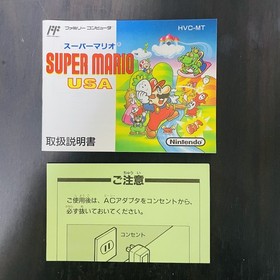 ファミリー コンピュータ
HVC-MT
スーパーマリオ
SUPER MARIO
USA
取扱説明書
Nintendo
ご注意
ご使用後は、ACアダプタをコンセントから、
必ず抜いておいてください。
コンセント